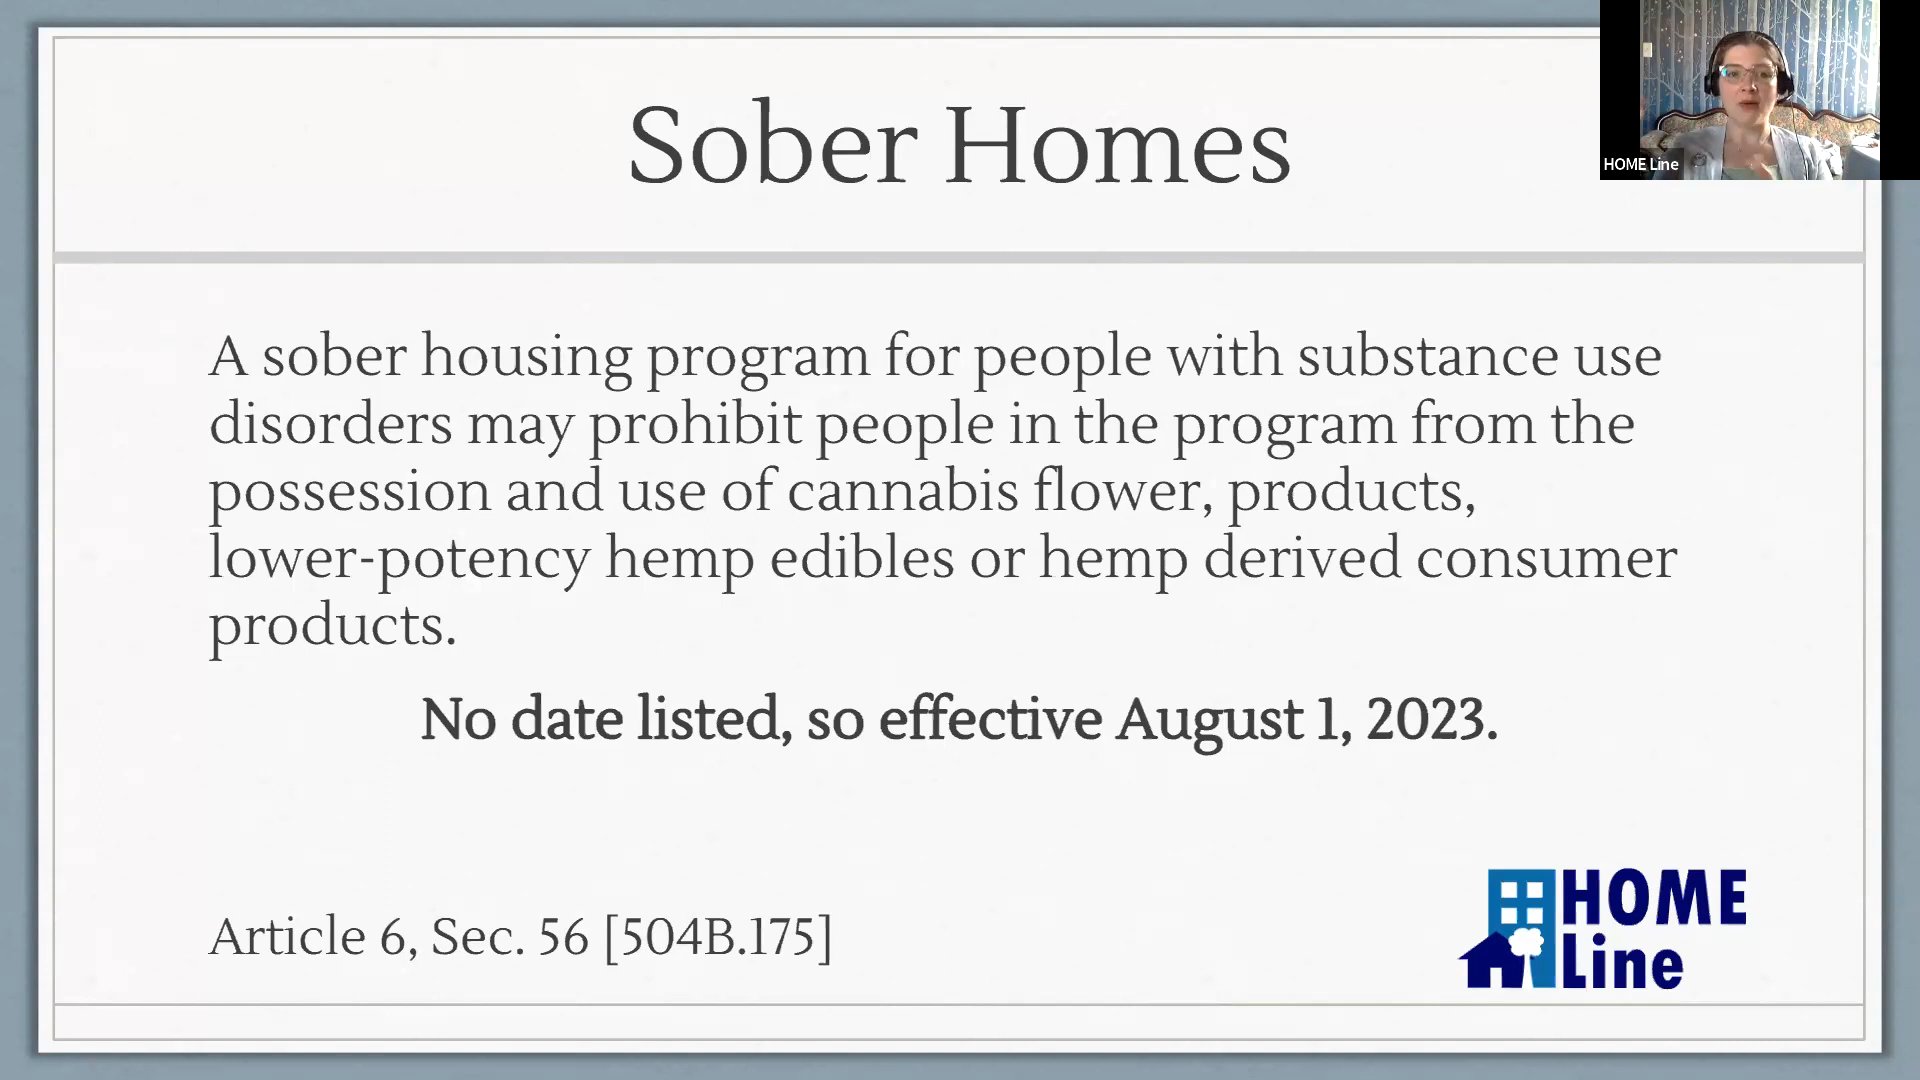 Sober Homes
HOME Line
A sober housing program for people with substance use
disorders may prohibit people in the program from the
possession and use of cannabis flower, products,
lower-potency hemp edibles or hemp derived consumer
products.
No date listed, so effective August 1, 2023.
Article 6, Sec. 56 [504B.175]
HOME
Line